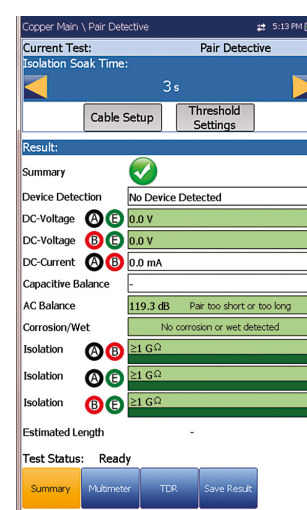 Copper Main \ Pair Detective 5:13 PM
Current Test: Pair Detective
Isolation Soak Time:
3 s
Cable Setup
Threshold
Settings
Result:
Summary
Device Detection No Device Detected
DC-Voltage A E 0.0 V
DC-Voltage B E 0.0 V
DC-Current A B 0.0 mA
Capacitive Balance -
AC Balance 119.3 dB Pair too short or too long
Corrosion/Wet No corrosion or wet detected
Isolation A B ≥1 GΩ
Isolation A E ≥1 GΩ
Isolation B E ≥1 GΩ
Estimated Length -
Test Status: Ready
Summary Multimeter TDR Save Result